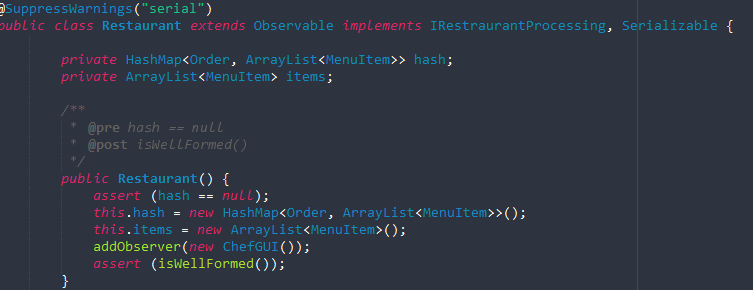 @SuppressWarnings("serial")
public class Restaurant extends Observable implements IRestraurantProcessing, Serializable {
private HashMap<Order, ArrayList<MenuItem>> hash;
private ArrayList<MenuItem> items;
/**
* @pre hash == null
* @post isWellFormed()
*/
public Restaurant() {
assert (hash == null);
this.hash = new HashMap<Order, ArrayList<MenuItem>>();
this.items = new ArrayList<MenuItem>();
addObserver(new ChefGUI());
assert (isWellFormed());
}